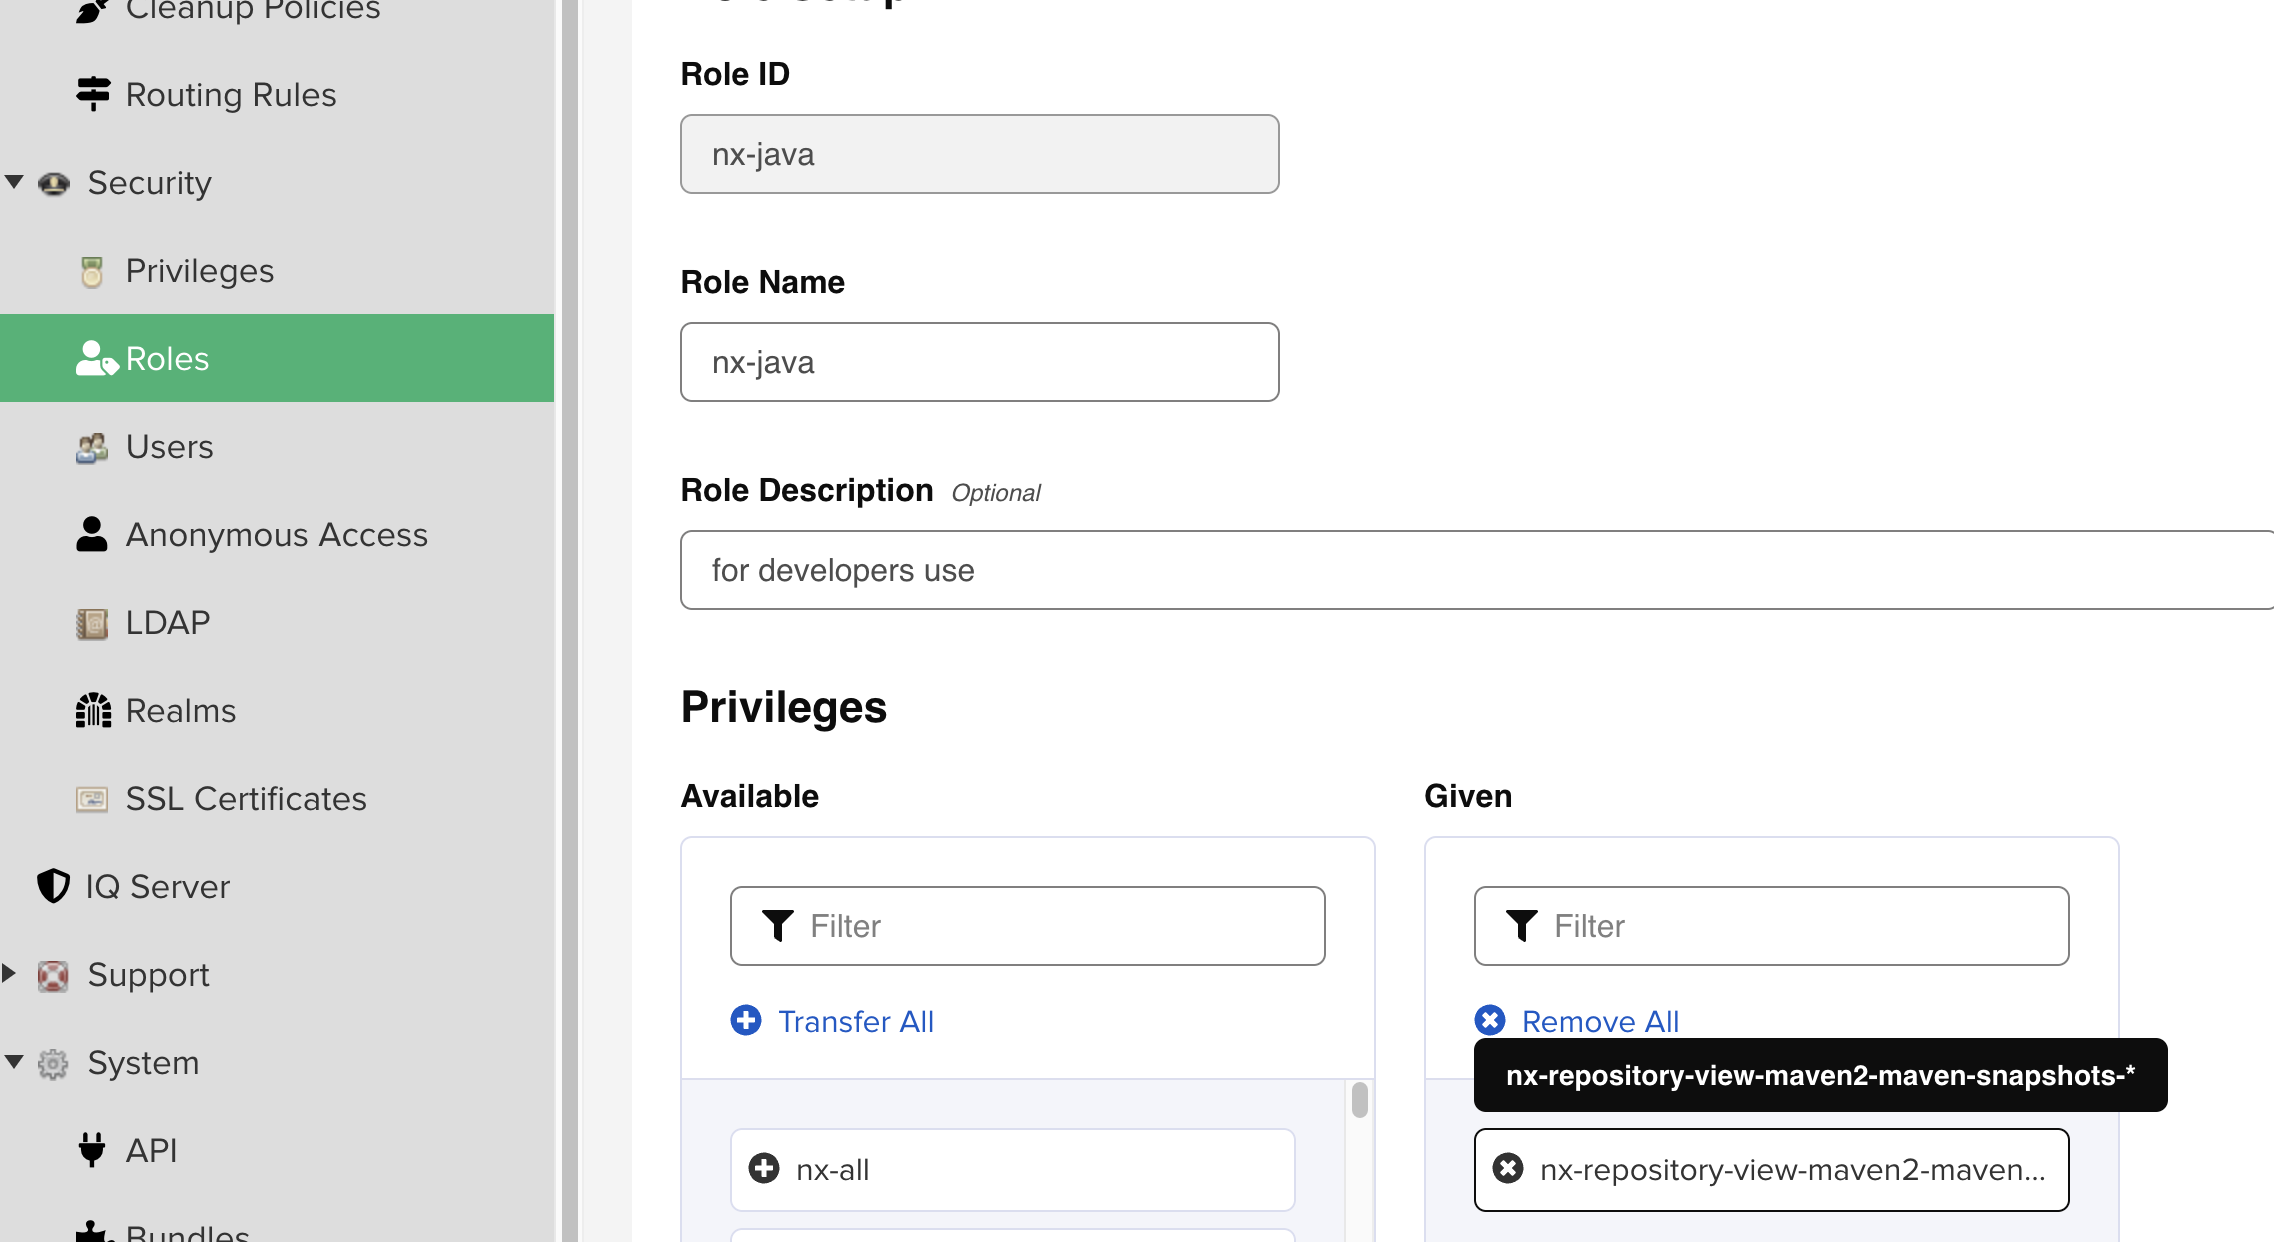 Cleanup Policies
Routing Rules
Security
Privileges
Roles
Users
Anonymous Access
LDAP
Realms
SSL Certificates
IQ Server
Support
System
API
Bundles
Role ID
nx-java
Role Name
nx-java
Role Description Optional
for developers use
Privileges
Available
Filter
Transfer All
nx-all
Given
Filter
Remove All
nx-repository-view-maven2-maven-snapshots-*
nx-repository-view-maven2-maven...